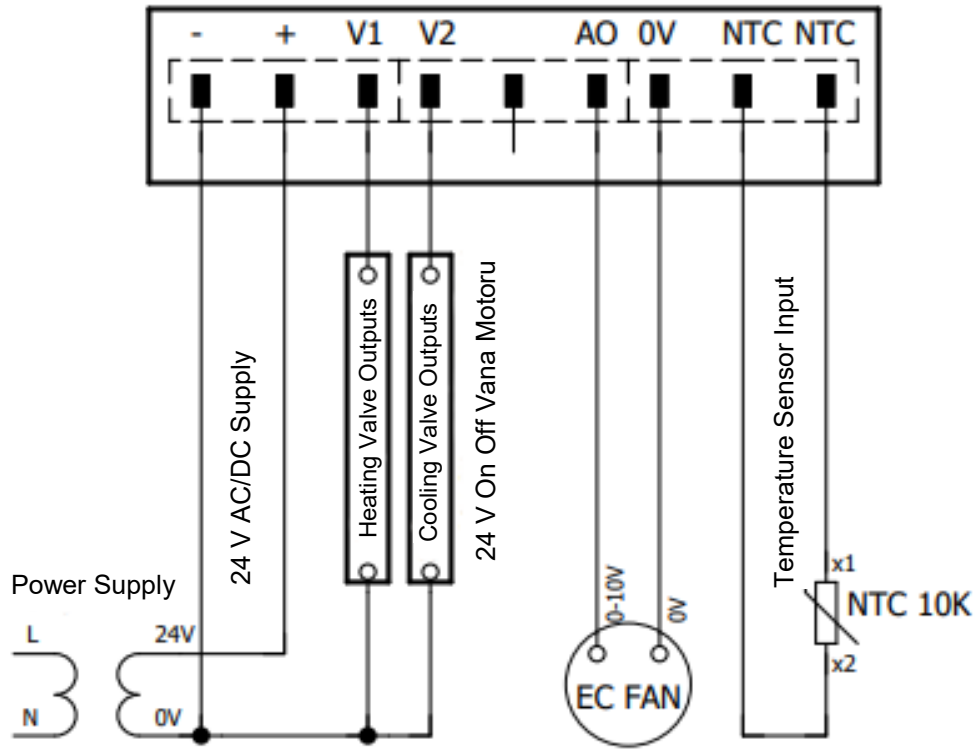 - + V1 V2 AO 0V NTC NTC
24 V AC/DC Supply
Heating Valve Outputs
Cooling Valve Outputs
24 V On Off Vana Motoru
Temperature Sensor Input
Power Supply
L
24V
N
0V
0-10V
0V
EC FAN
x1
NTC 10K
x2